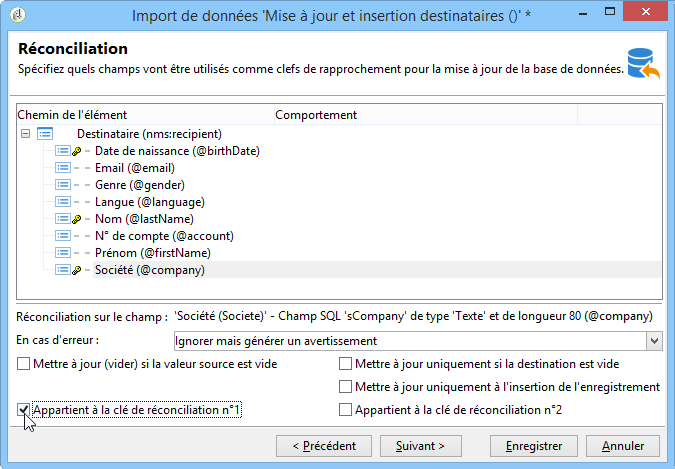 Import de données 'Mise à jour et insertion destinataires ()' *
Réconciliation
Spécifiez quels champs vont être utilisés comme clefs de rapprochement pour la mise à jour de la base de données.
Chemin de l'élément Comportement
Destinataire (nms:recipient)
Date de naissance (@birthDate)
Email (@email)
Genre (@gender)
Langue (@language)
Nom (@lastName)
N° de compte (@account)
Prénom (@firstName)
Société (@company)
Réconciliation sur le champ : 'Société (Societe)' - Champ SQL 'sCompany' de type 'Texte' et de longueur 80 (@company)
En cas d'erreur : Ignorer mais générer un avertissement
Mettre à jour (vider) si la valeur source est vide Mettre à jour uniquement si la destination est vide
Mettre à jour uniquement à l'insertion de l'enregistrement
Appartient à la clé de réconciliation n°1 Appartient à la clé de réconciliation n°2
< Précédent Suivant > Enregistrer Annuler